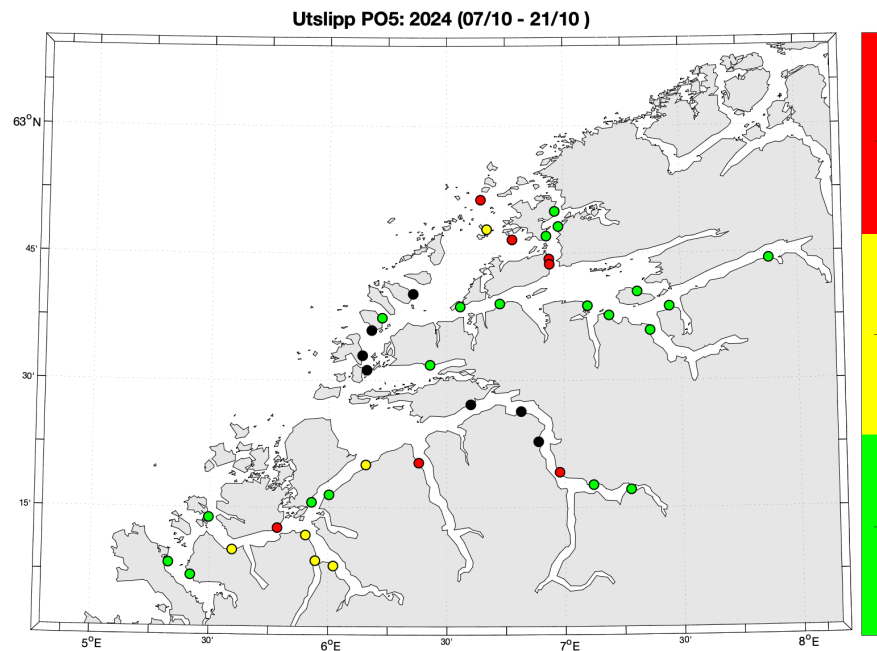 Utslipp PO5: 2024 (07/10 - 21/10 )
63°N
45'
30'
15'
5°E
30'
6°E
30'
7°E
30'
8°E